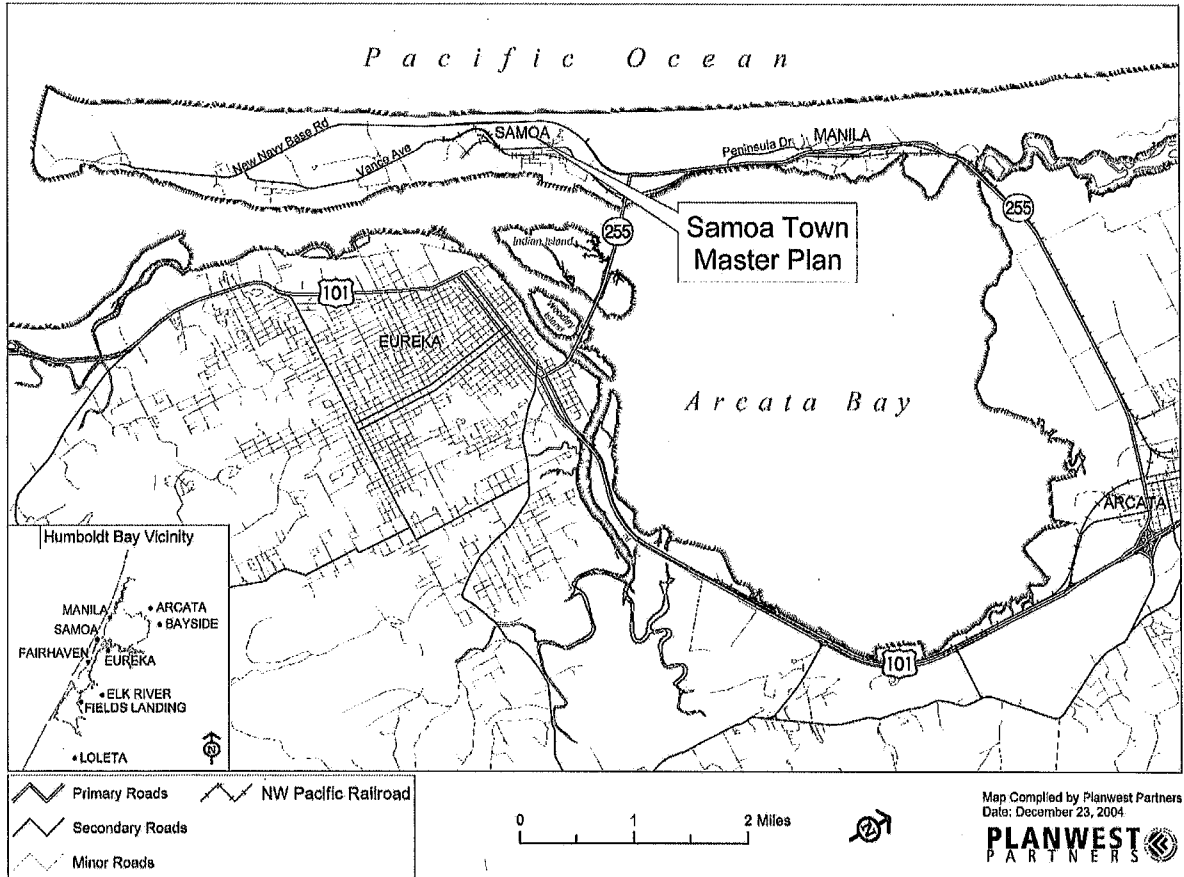 Pacific Ocean
New Navy Base Rd
Vance Ave
SAMOA
Peninsula Dr
MANILA
255
255
Samoa Town
Master Plan
Indian Island
Woodley
Island
101
EUREKA
Arcata Bay
ARCATA
101
Humboldt Bay Vicinity
MANILA
ARCATA
SAMOA
BAYSIDE
FAIRHAVEN
EUREKA
ELK RIVER
FIELDS LANDING
LOLETA
N
Primary Roads
NW Pacific Railroad
Secondary Roads
Minor Roads
0 1 2 Miles
N
Map Compiled by Planwest Partners
Date: December 23, 2004
PLANWEST
PARTNERS